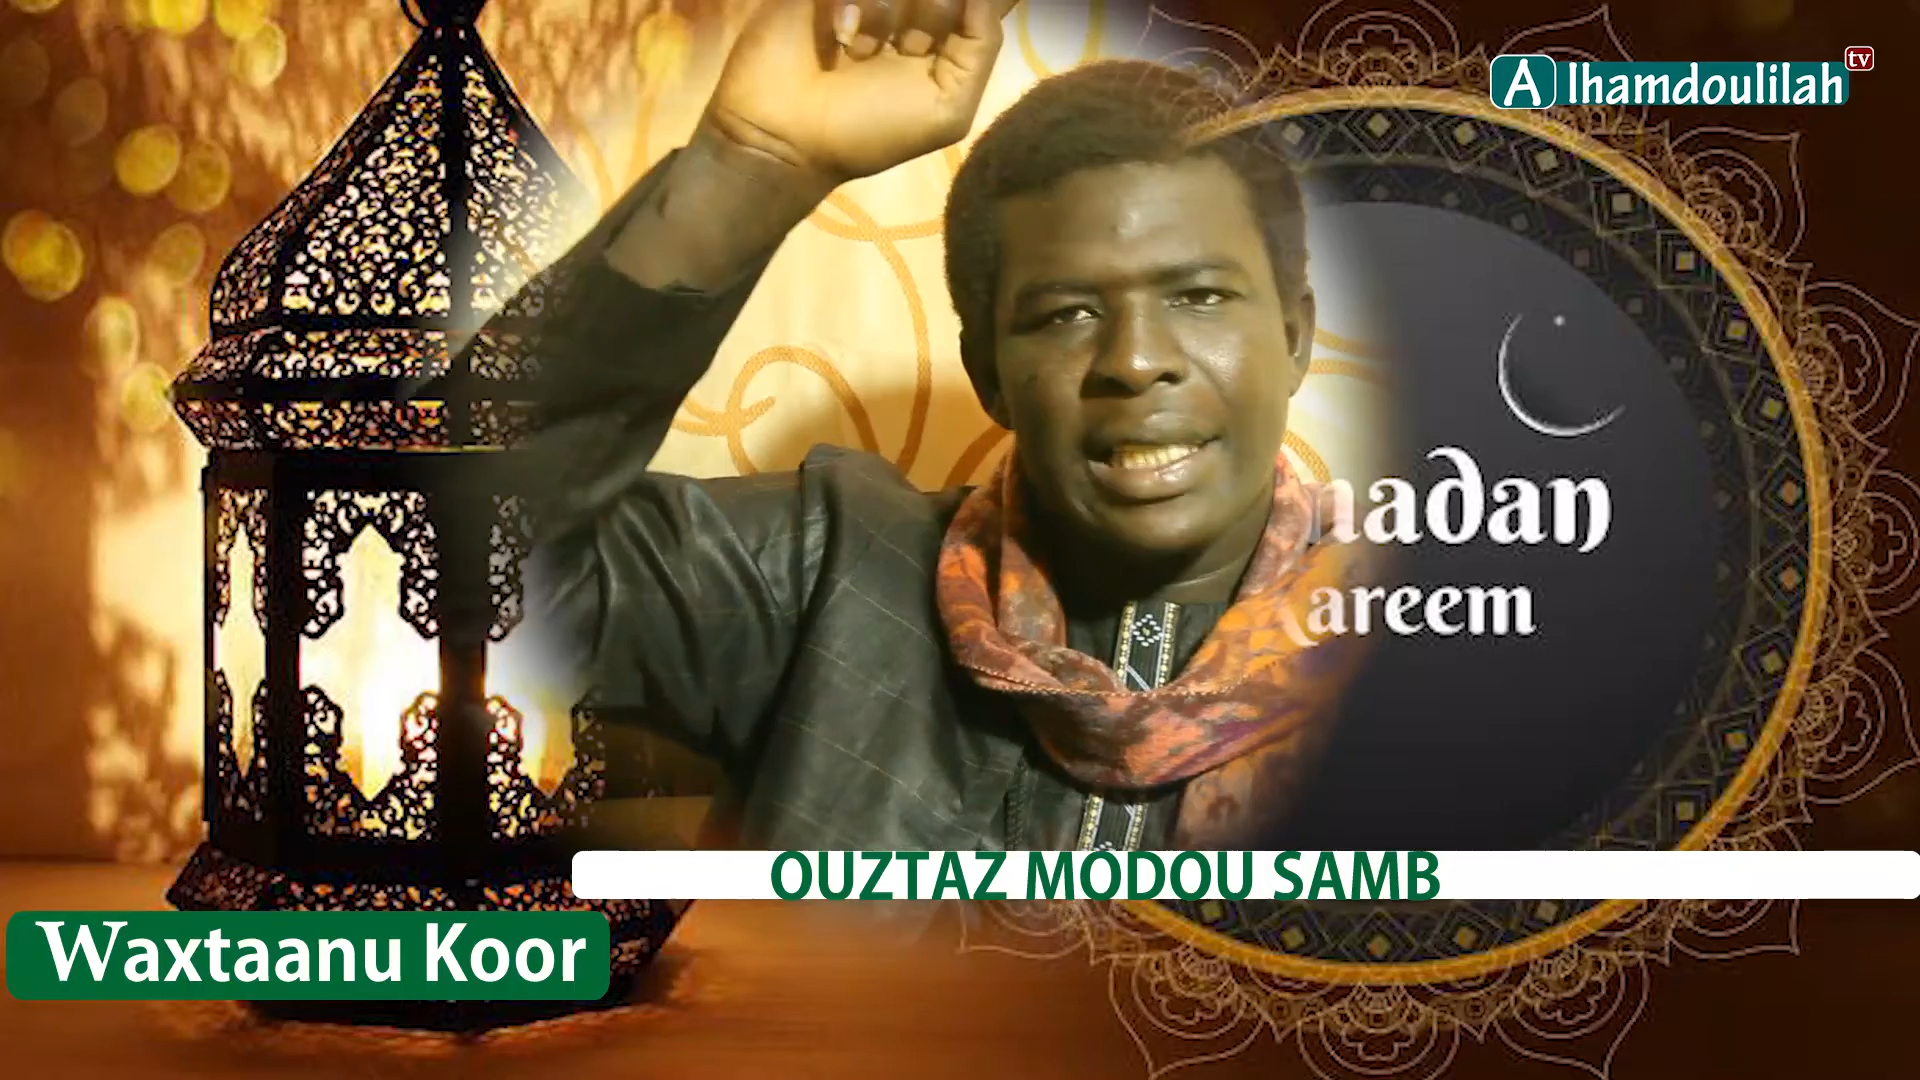 Alhamdoulilah tv
nadan
areem
OUZTAZ MODOU SAMB
Waxtaanu Koor